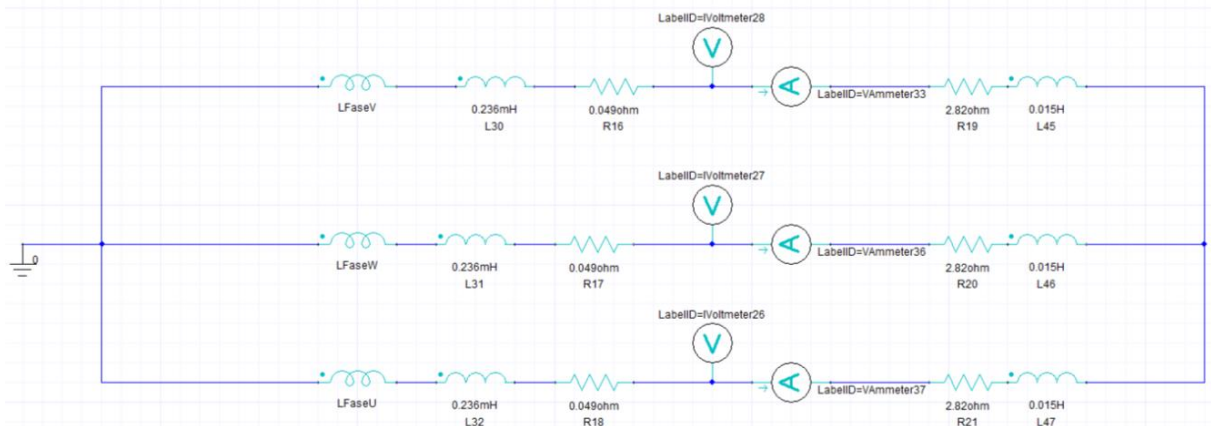 LabelID=IVoltmeter28
LabelID=VAmmeter33
LFaseV
0.236mH
L30
0.049ohm
R16
2.82ohm
R19
0.015H
L45
LabelID=IVoltmeter27
LabelID=VAmmeter36
0
LFaseW
0.236mH
L31
0.049ohm
R17
2.82ohm
R20
0.015H
L46
LabelID=IVoltmeter26
LabelID=VAmmeter37
LFaseU
0.236mH
L32
0.049ohm
R18
2.82ohm
R21
0.015H
L47
V
A
V
A
V
A